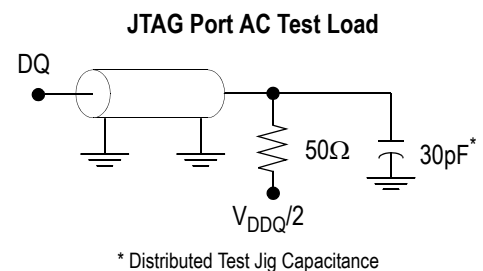 JTAG Port AC Test Load
DQ
50Ω
30pF*
VDDQ/2
* Distributed Test Jig Capacitance